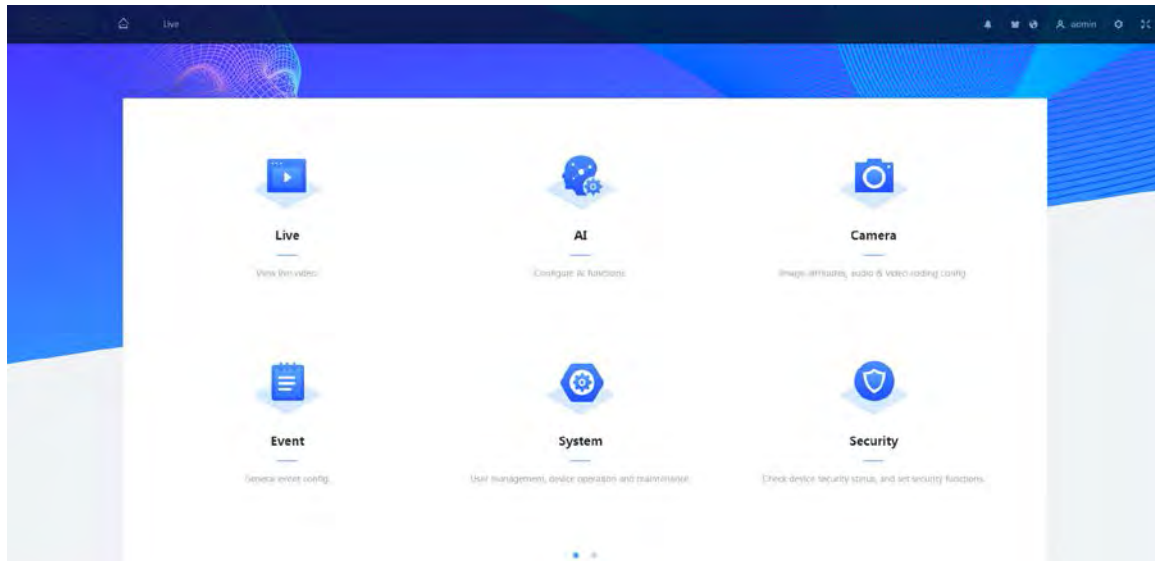 Live
admin
Live
AI
Camera
View live video.
Configure AI functions.
Image attributes, audio & video coding config.
Event
System
Security
General event config.
User management, device operation and maintenance.
Check device security status, and set security functions.